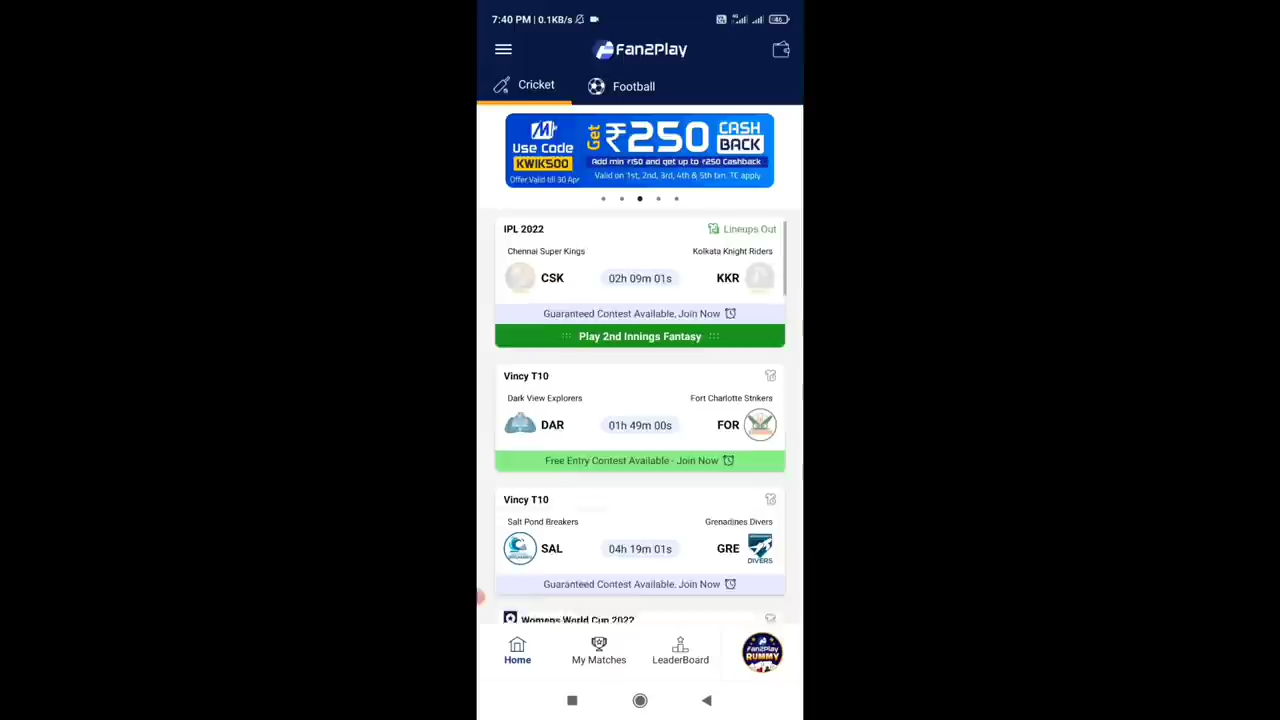 7:40 PM | 0.1KB/s
46
Fan2Play
Cricket
Football
M
Use Code
KWIK500
Offer Valid till 30 Apr
Get ₹250 CASH BACK
Add min ₹150 and get up to ₹250 Cashback
Valid on 1st, 2nd, 3rd, 4th & 5th txn. TC apply
IPL 2022
Lineups Out
Chennai Super Kings
Kolkata Knight Riders
CSK
02h 09m 01s
KKR
Guaranteed Contest Available, Join Now
Play 2nd Innings Fantasy
Vincy T10
Dark View Explorers
Fort Charlotte Strikers
DAR
01h 49m 00s
FOR
Free Entry Contest Available - Join Now
Vincy T10
Salt Pond Breakers
Grenadines Divers
SAL
04h 19m 01s
GRE
DIVERS
Guaranteed Contest Available, Join Now
Womens World Cup 2022
Home
My Matches
LeaderBoard
Fan2Play
RUMMY